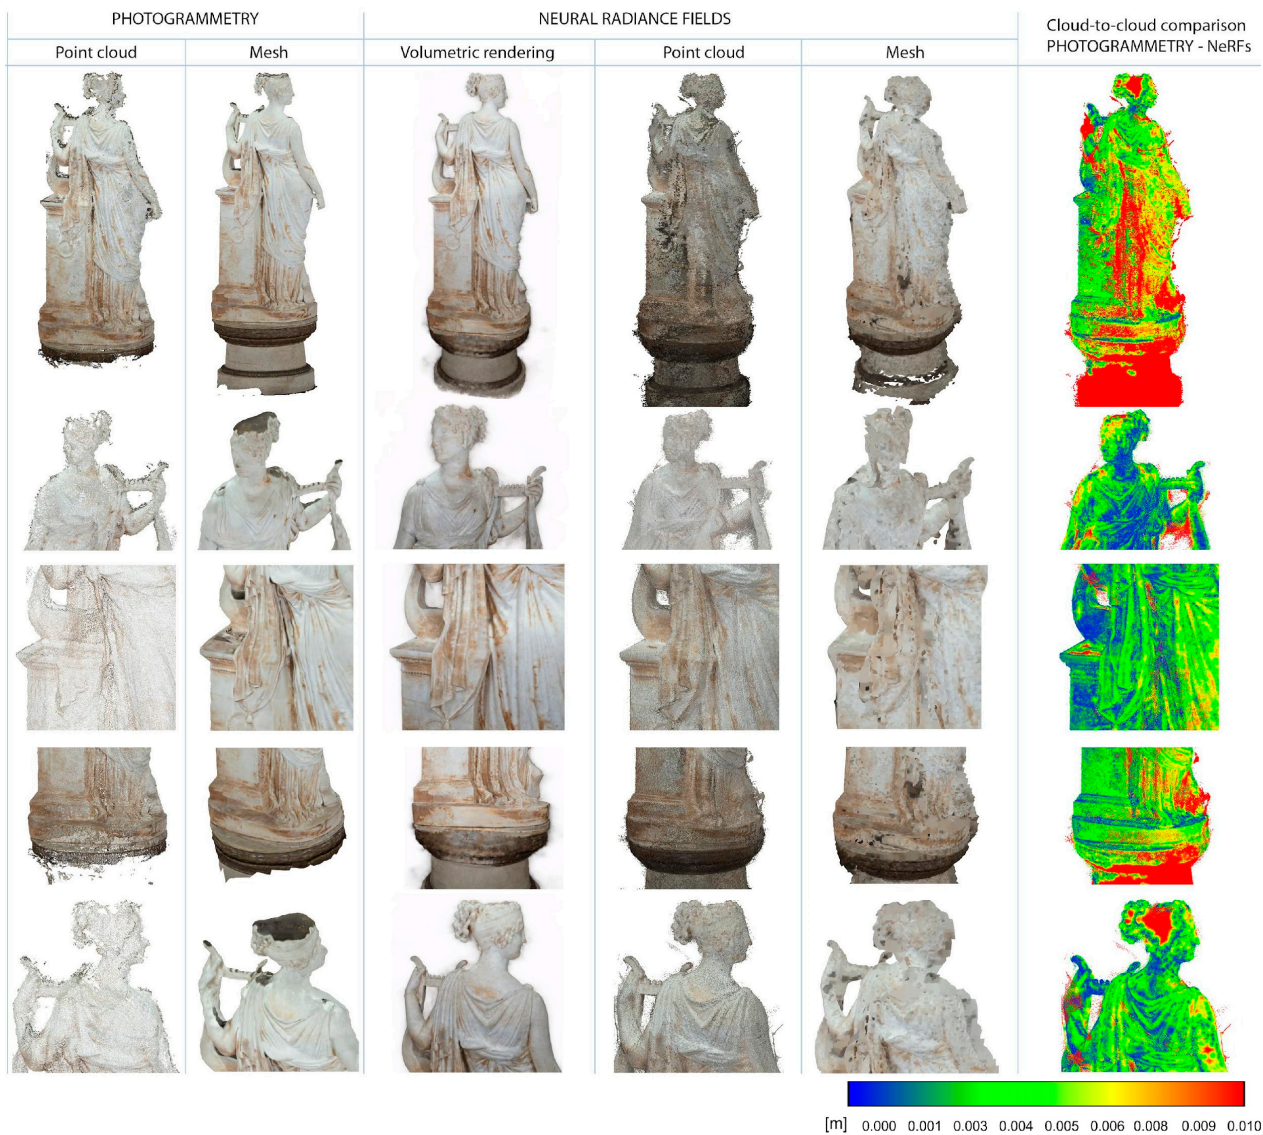 PHOTOGRAMMETRY
NEURAL RADIANCE FIELDS
Cloud-to-cloud comparison
PHOTOGRAMMETRY - NeRFs
Point cloud
Mesh
Volumetric rendering
Point cloud
Mesh
[m] 0.000 0.001 0.003 0.004 0.005 0.006 0.008 0.009 0.010